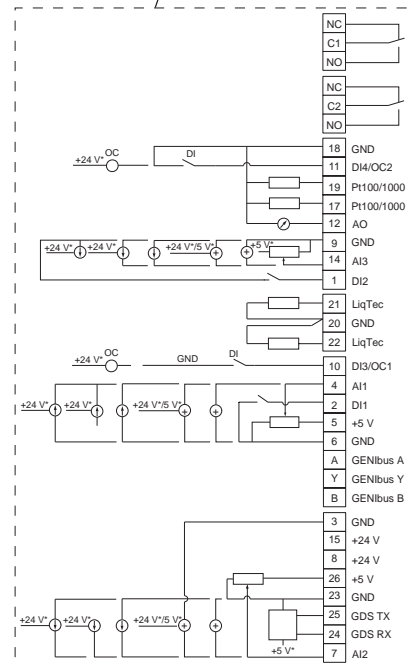 NC
C1
NO
NC
C2
NO
18 GND
+24 V* OC DI 11 DI4/OC2
19 Pt100/1000
17 Pt100/1000
12 AO
9 GND
+24 V* +24 V* +24 V*/5 V* +5 V*
14 AI3
1 DI2
21 LiqTec
20 GND
22 LiqTec
+24 V* OC GND DI 10 DI3/OC1
4 AI1
+24 V* +24 V* +24 V*/5 V* 2 DI1
5 +5 V
6 GND
A GENIbus A
Y GENIbus Y
B GENIbus B
3 GND
15 +24 V
8 +24 V
26 +5 V
23 GND
25 GDS TX
+24 V* +24 V* +24 V*/5 V* 24 GDS RX
+5 V* 7 AI2